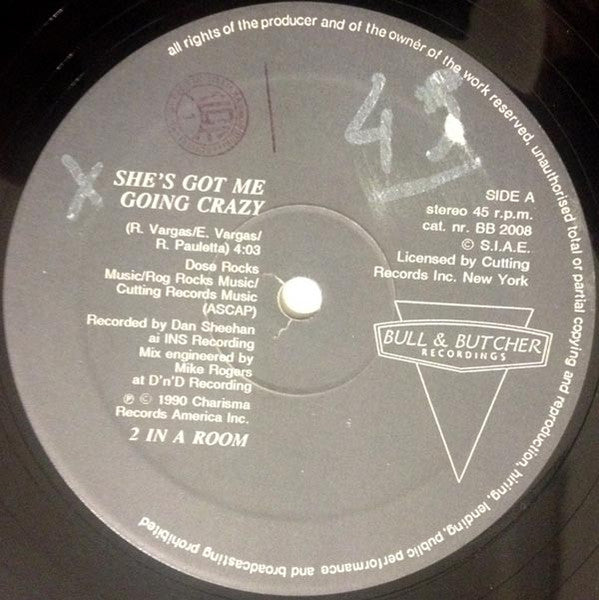 all rights of the producer and of the owner of the work reserved, unauthorised total or partial copying and reproduction, hiring, lending, public performance and broadcasting prohibited
4
X
SHE'S GOT ME
GOING CRAZY
(R. Vargas/E. Vargas/
R. Pauletta) 4:03
Dose Rocks
Music/Rog Rocks Music/
Cutting Records Music
(ASCAP)
Recorded by Dan Sheehan
ai INS Recording
Mix engineered by
Mike Rogers
at D'n'D Recording
℗ © 1990 Charisma
Records America Inc.
2 IN A ROOM
SIDE A
stereo 45 r.p.m.
cat. nr. BB 2008
© S.I.A.E.
Licensed by Cutting
Records Inc. New York
BULL & BUTCHER
RECORDINGS